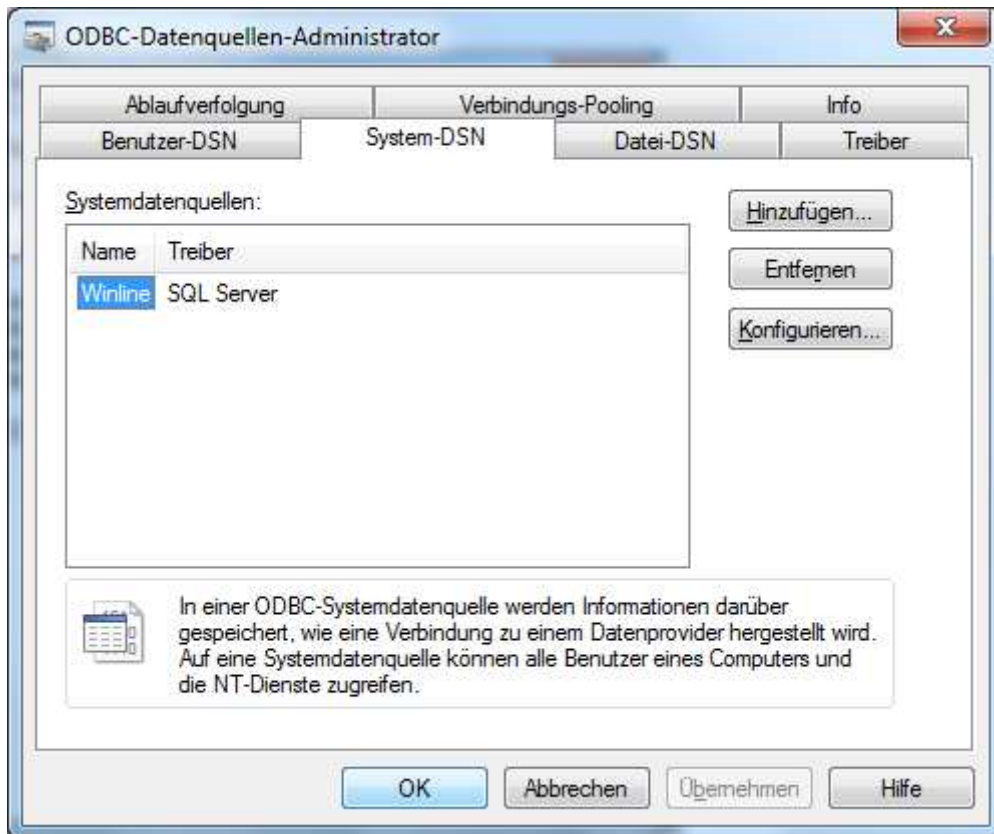 ODBC-Datenquellen-Administrator
Ablaufverfolgung Verbindungs-Pooling Info
Benutzer-DSN System-DSN Datei-DSN Treiber
Systemdatenquellen:
Hinzufügen...
Name Treiber
Entfernen
Winline SQL Server
Konfigurieren...
In einer ODBC-Systemdatenquelle werden Informationen darüber
gespeichert, wie eine Verbindung zu einem Datenprovider hergestellt wird.
Auf eine Systemdatenquelle können alle Benutzer eines Computers und
die NT-Dienste zugreifen.
OK Abbrechen Übernehmen Hilfe